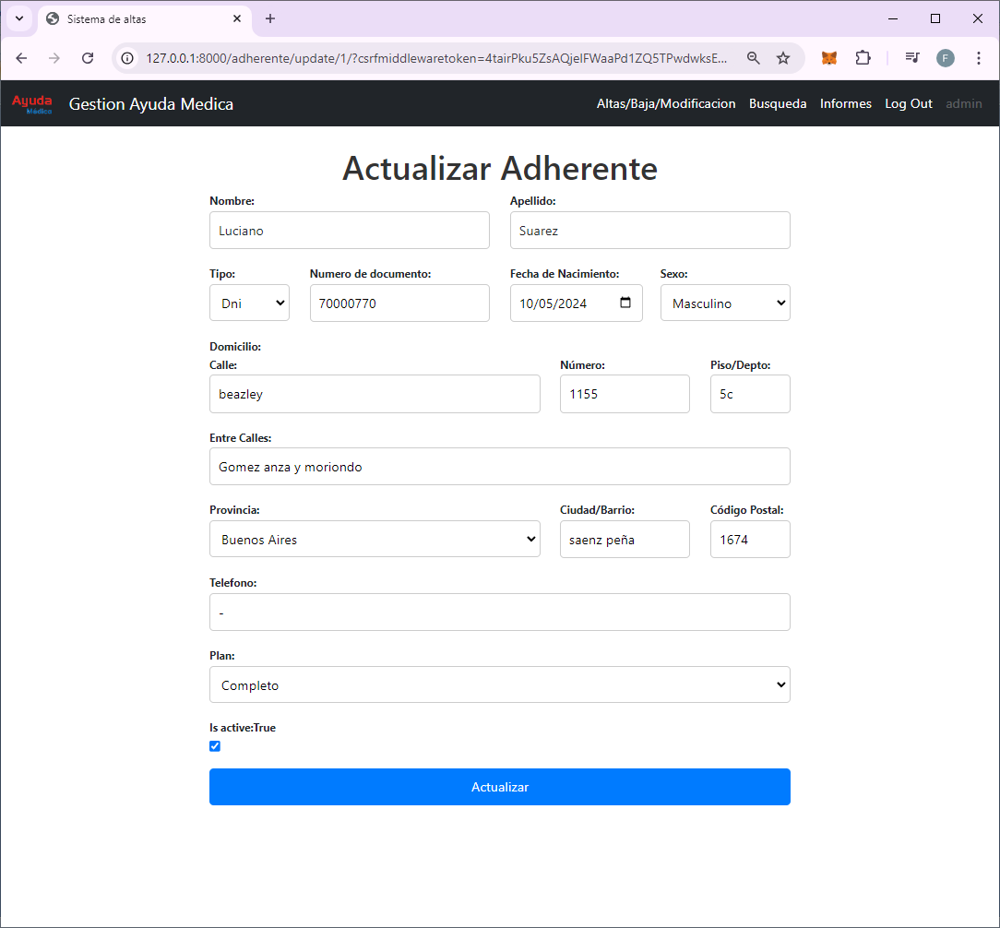 Sistema de altas
127.0.0.1:8000/adherente/update/1/?csrfmiddlewaretoken=4tairPku5ZsAQjeIFWaaPd1ZQ5TPwdwksE...
F
Ayuda
Médica
Gestion Ayuda Medica
Altas/Baja/Modificacion Busqueda Informes Log Out admin
Actualizar Adherente
Nombre: Apellido:
Luciano Suarez
Tipo: Numero de documento: Fecha de Nacimiento: Sexo:
Dni 70000770 10/05/2024 Masculino
Domicilio:
Calle: Número: Piso/Depto:
beazley 1155 5c
Entre Calles:
Gomez anza y moriondo
Provincia: Ciudad/Barrio: Código Postal:
Buenos Aires saenz peña 1674
Telefono:
-
Plan:
Completo
Is active:True
Actualizar